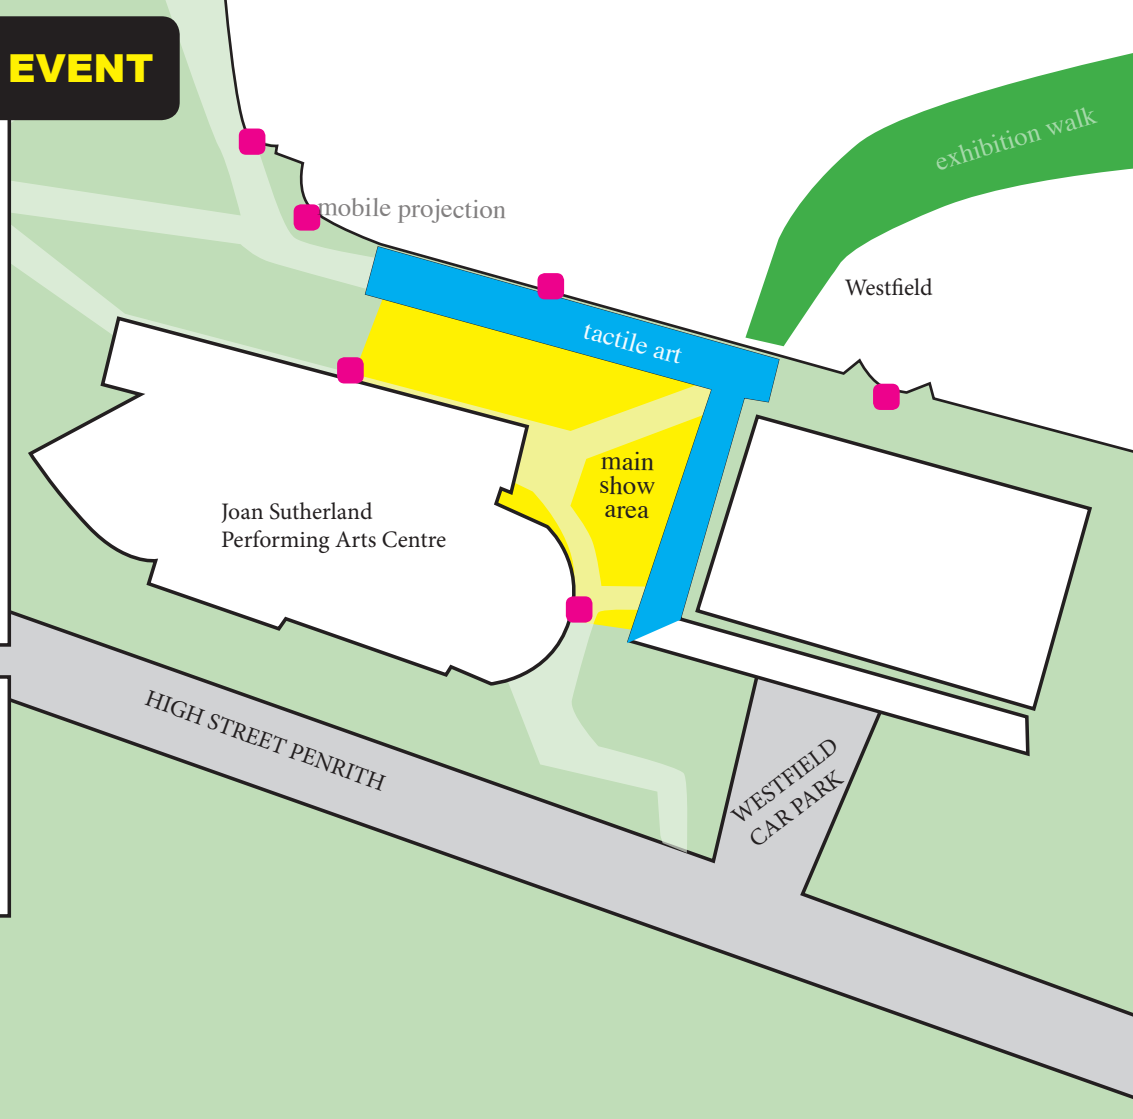 EVENT
exhibition walk
mobile projection
Westfield
tactile art
main
show
area
Joan Sutherland
Performing Arts Centre
HIGH STREET PENRITH
WESTFIELD
CAR PARK